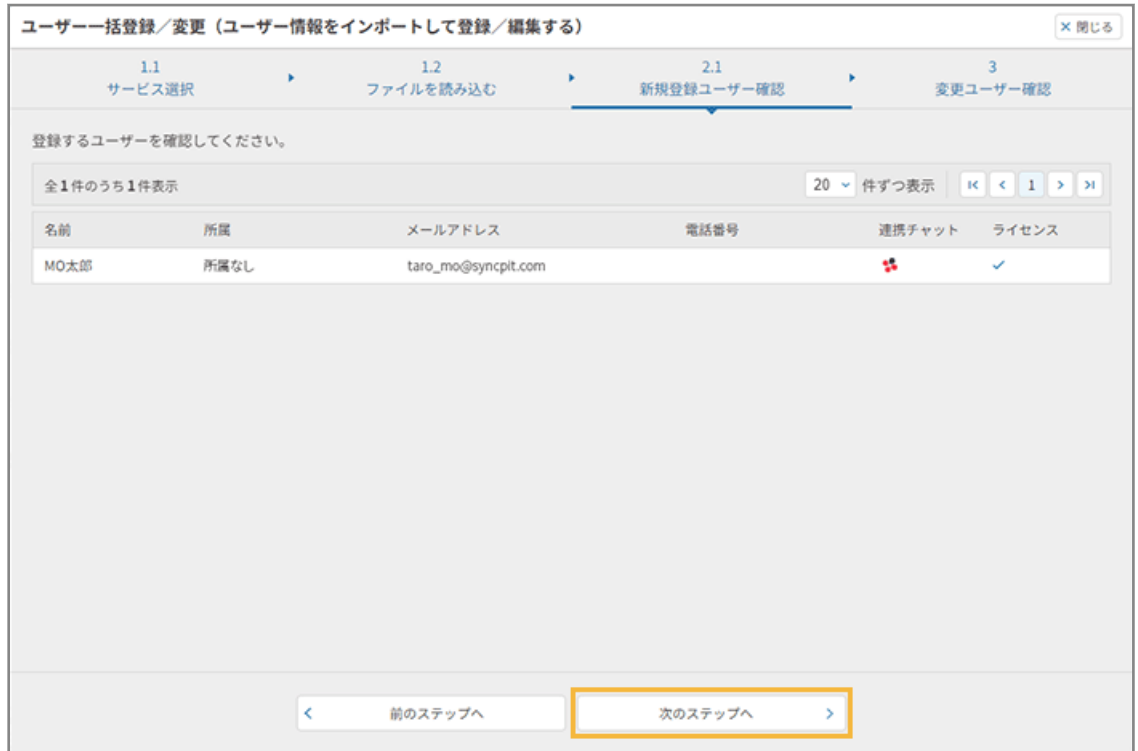 ユーザー一括登録／変更（ユーザー情報をインポートして登録／編集する）
× 閉じる
1.1
サービス選択
1.2
ファイルを読み込む
2.1
新規登録ユーザー確認
3
変更ユーザー確認
登録するユーザーを確認してください。
全1件のうち1件表示
20 件ずつ表示 1
名前 所属 メールアドレス 電話番号 連携チャット ライセンス
MO太郎 所属なし taro_mo@syncpit.com
前のステップへ
次のステップへ